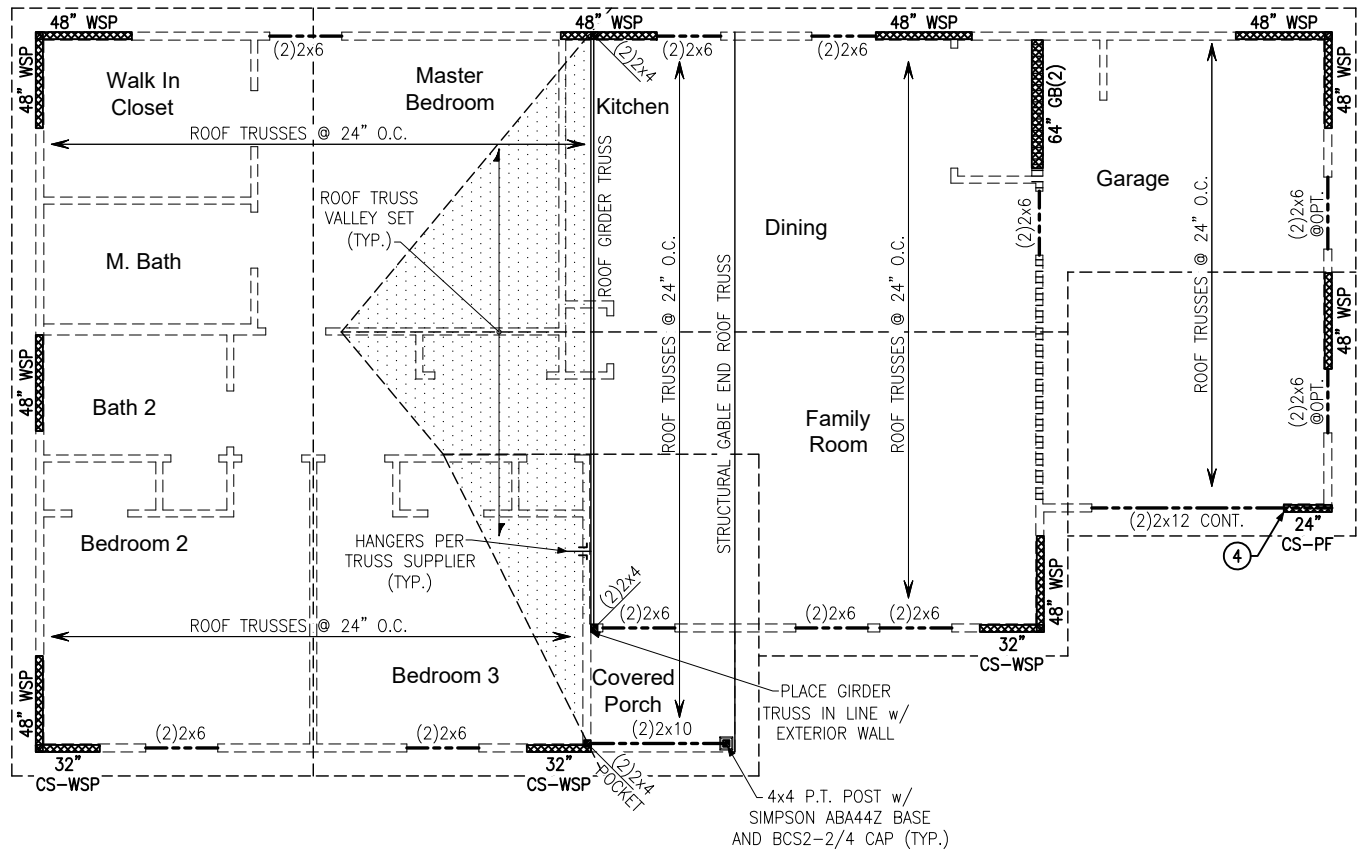 48" WSP
48" WSP
48" WSP
48" WSP
(2)2x6
(2)2x6
(2)2x6
(2)2x4
48" WSP
Walk In
Closet
Master
Bedroom
Kitchen
64" GB(2)
48" WSP
ROOF TRUSSES @ 24" O.C.
ROOF GIRDER TRUSS
ROOF TRUSS
VALLEY SET
(TYP.)
Garage
(2)2x6
(2)2x6
@OPT.
Dining
M. Bath
ROOF TRUSSES @ 24" O.C.
STRUCTURAL GABLE END ROOF TRUSS
ROOF TRUSSES @ 24" O.C.
ROOF TRUSSES @ 24" O.C.
48" WSP
48" WSP
(2)2x6
@OPT.
Bath 2
Family
Room
Bedroom 2
HANGERS PER
TRUSS SUPPLIER
(TYP.)
(2)2x12 CONT.
24"
CS-PF
4
(2)2x4
48" WSP
ROOF TRUSSES @ 24" O.C.
(2)2x6
(2)2x6
(2)2x6
32"
CS-WSP
48" WSP
Bedroom 3
Covered
Porch
PLACE GIRDER
TRUSS IN LINE w/
EXTERIOR WALL
(2)2x6
(2)2x6
(2)2x10
32"
CS-WSP
32"
CS-WSP
(2)2x4
POCKET
4x4 P.T. POST w/
SIMPSON ABA44Z BASE
AND BCS2-2/4 CAP (TYP.)